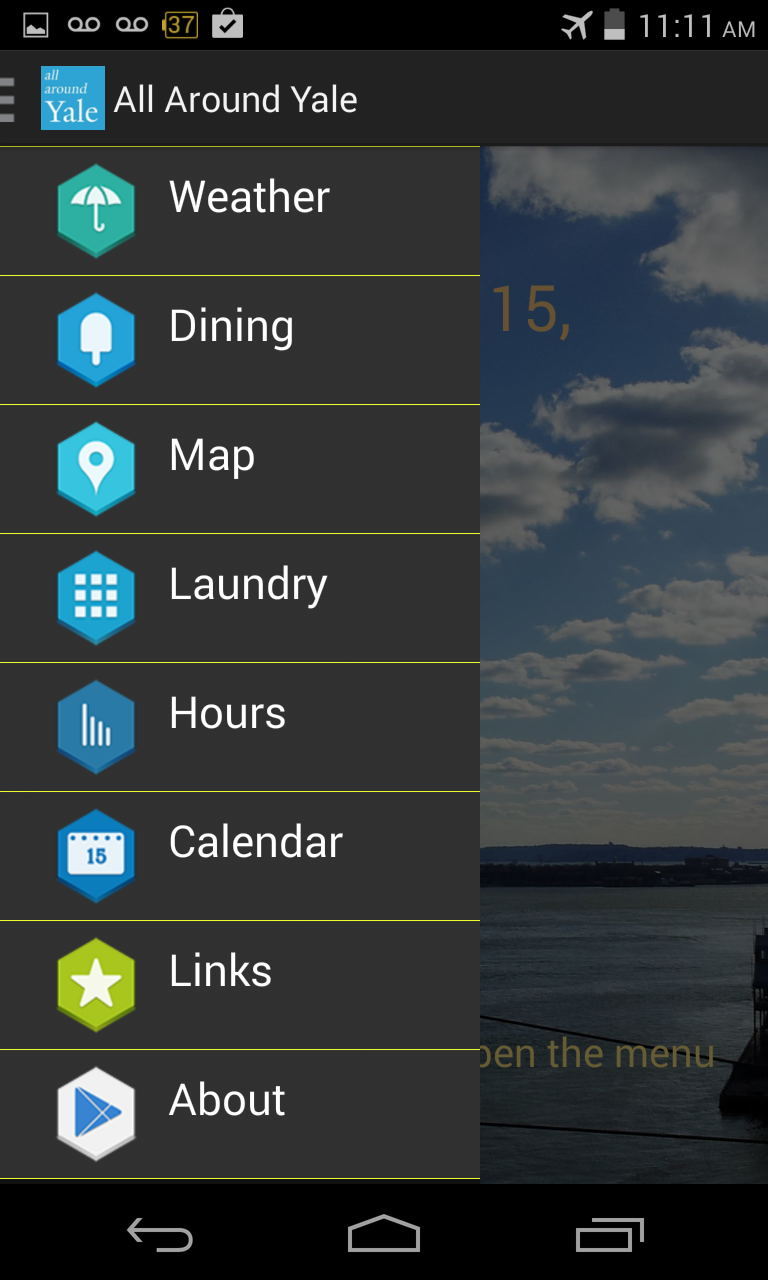 37
11:11 AM
all
around
Yale
All Around Yale
Weather
15,
Dining
Map
Laundry
Hours
Calendar
15
Links
pen the menu
About